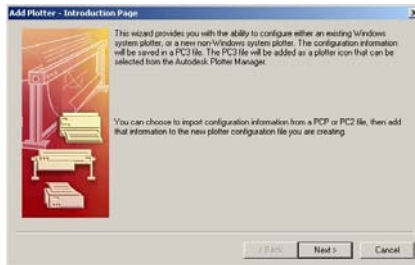 Add Plotter - Introduction Page
This wizard provides you with the ability to configure either an existing Windows
system plotter, or a new non-Windows system plotter. The configuration information
will be saved in a PC3 file. The PC3 file will be added as a plotter icon that can be
selected from the Autodesk Plotter Manager.
You can choose to import configuration information from a PCP or PC2 file, then add
that information to the new plotter configuration file you are creating.
< Back
Next >
Cancel